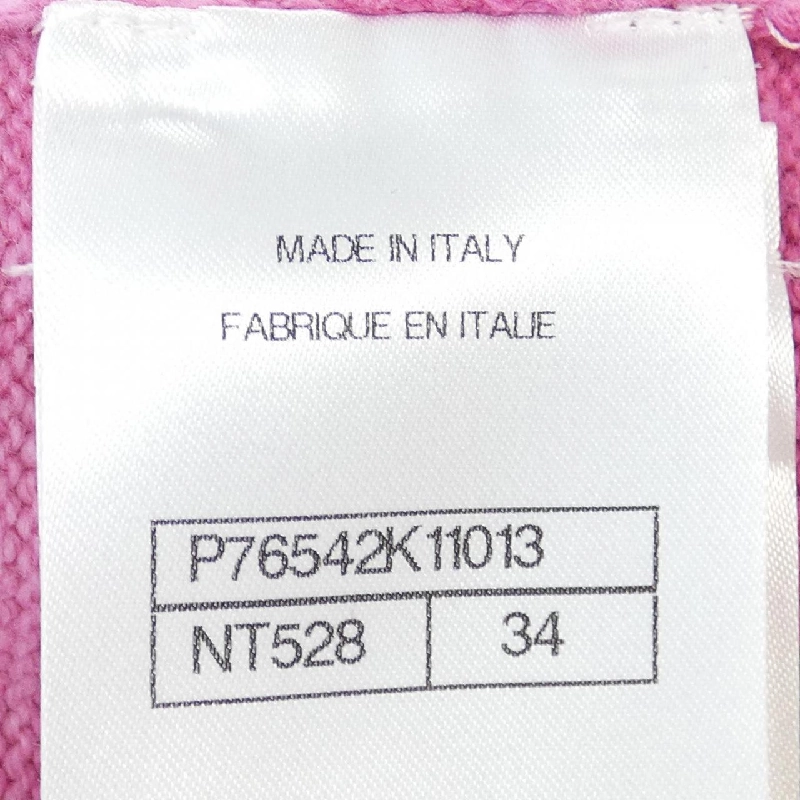 MADE IN ITALY
FABRIQUE EN ITALIE
P76542K11013
NT528 34